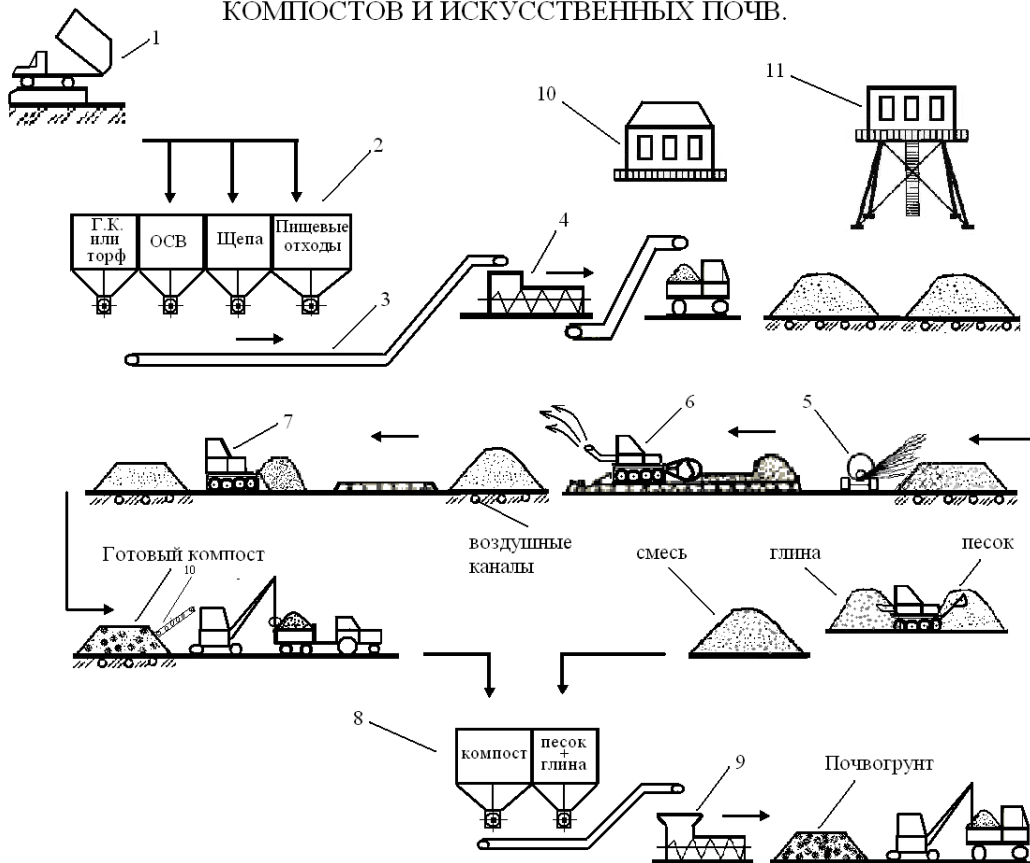 КОМПОСТОВ И ИСКУССТВЕННЫХ ПОЧВ.
1
10
11
2
Г.К.
или
торф
ОСВ
Щепа
Пищевые
отходы
4
3
7
6
5
воздушные
каналы
смесь
глина
песок
Готовый компост
10
8
компост
песок
+
глина
9
Почвогрунт